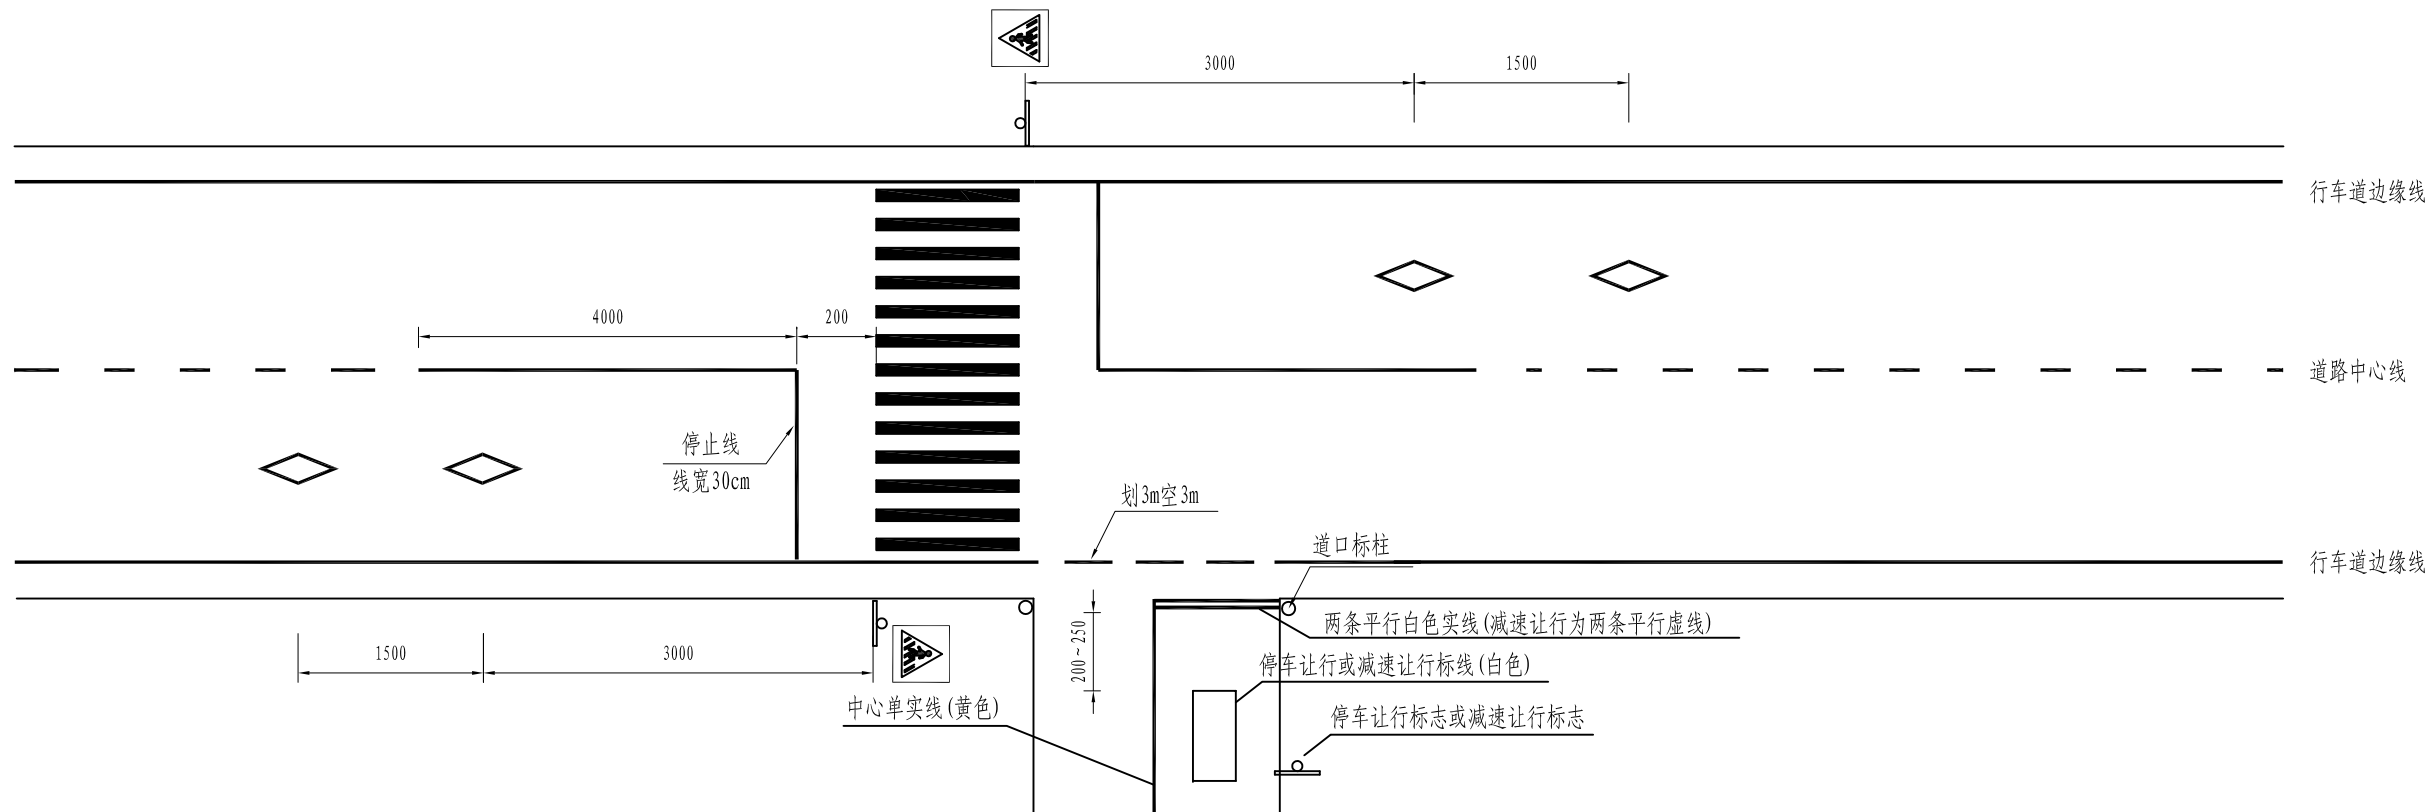 3000
1500
行车道边缘线
4000
200
道路中心线
停止线
线宽30cm
划3m空3m
道口标柱
行车道边缘线
两条平行白色实线(减速让行为两条平行虚线)
200~250
1500
3000
停车让行或减速让行标线(白色)
中心单实线(黄色)
停车让行标志或减速让行标志